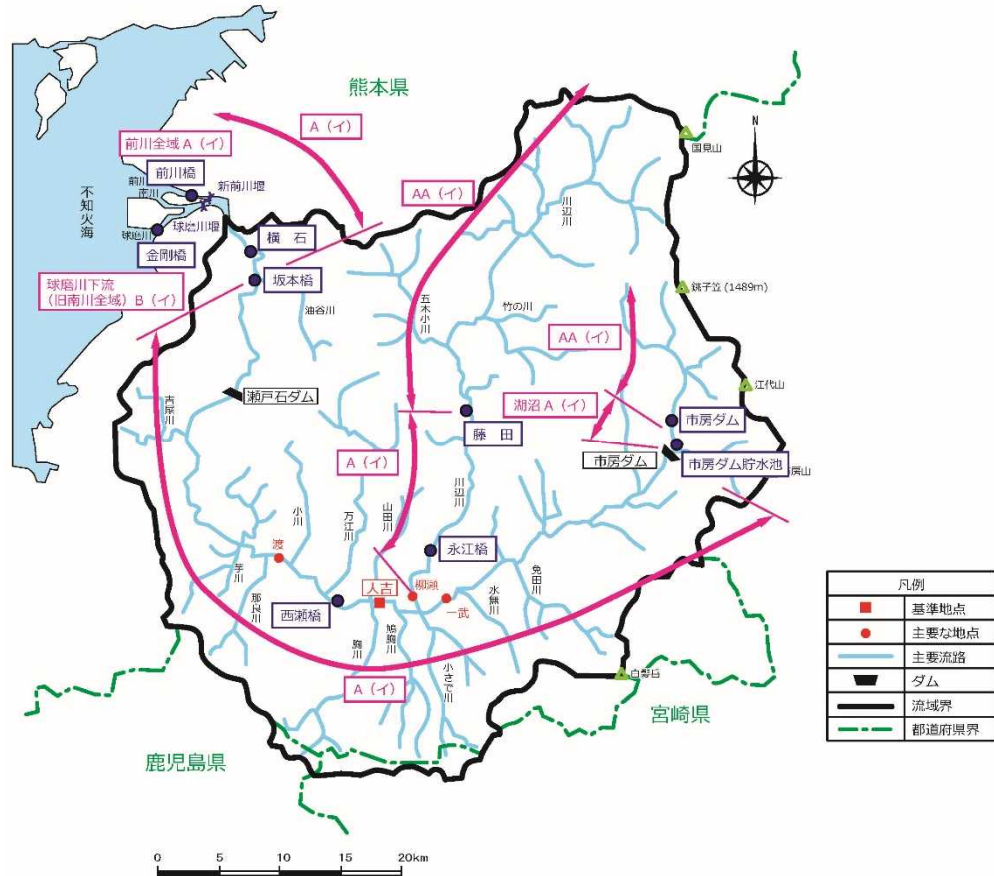 熊本県
A（イ）
前川全域 A（イ）
前川橋
国見山
N
前川
南川
新前川堰
AA（イ）
川辺川
不知火海
球磨川
球磨川堰
横　石
金剛橋
坂本橋
球磨川下流
（旧南川全域）B（イ）
銚子笠 (1489m)
油谷川
五木小川
竹の川
AA（イ）
瀬戸石ダム
湖沼 A（イ）
江代山
藤　田
市房ダム
市房ダム
市房ダム貯水池
房山
A（イ）
川辺川
山田川
万江川
小川
渡
永江橋
芋川
那良川
西瀬橋
人吉
柳瀬
一武
水無川
免田川
胸川
鳩胸川
小さで川
A（イ）
白髪岳
宮崎県
鹿児島県
凡例
基準地点
主要な地点
主要流路
ダム
流域界
都道府県界
0 5 10 15 20km